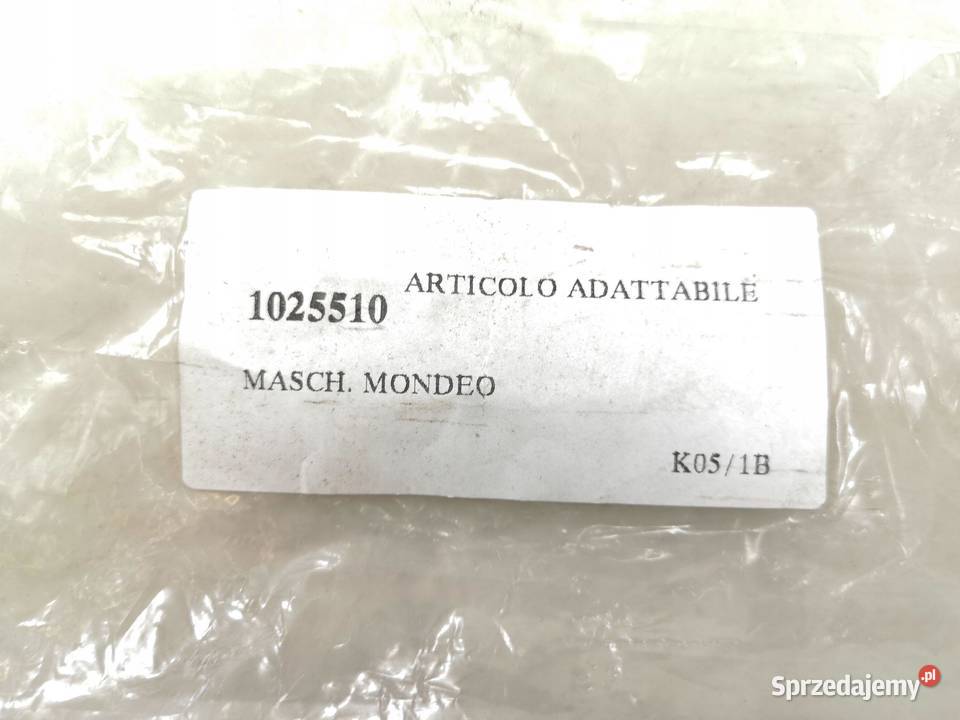 ARTICOLO ADATTABILE
1025510
MASCH. MONDEO
K05/1B
Sprzedajemy.pl